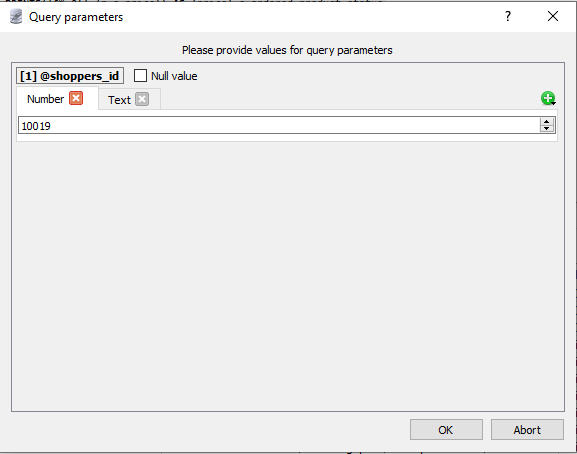 Query parameters
?
Please provide values for query parameters
[1] @shoppers_id Null value
Number Text
10019
OK Abort